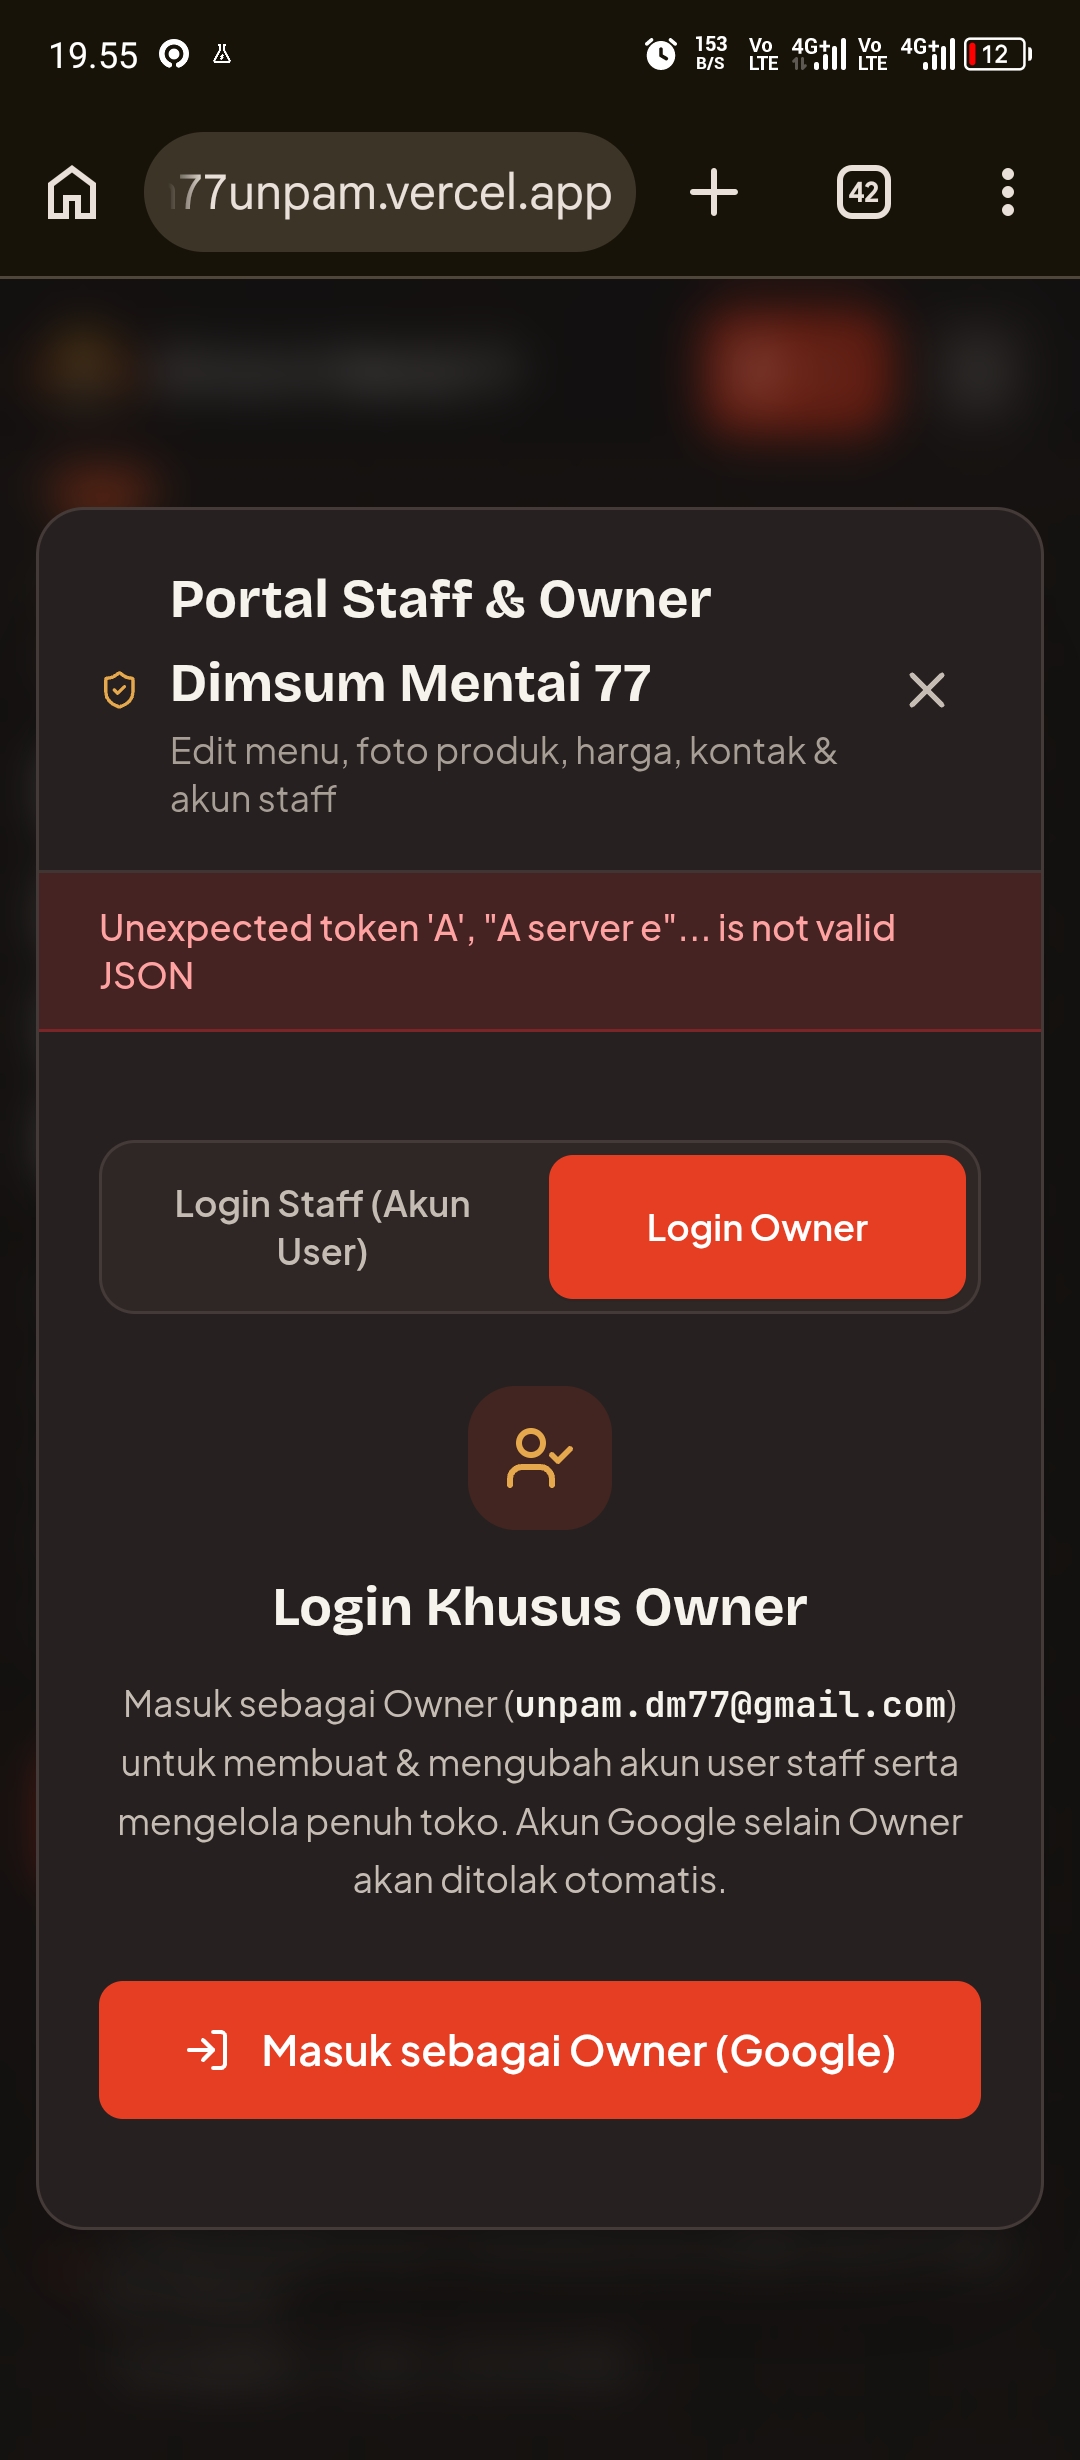 19.55
153 B/S
Vo LTE
4G+
Vo LTE
4G+
12
77unpam.vercel.app
42
Portal Staff & Owner
Dimsum Mentai 77
Edit menu, foto produk, harga, kontak &
akun staff
Unexpected token 'A', "A server e"... is not valid
JSON
Login Staff (Akun
User)
Login Owner
Login Khusus Owner
Masuk sebagai Owner (unpam.dm77@gmail.com)
untuk membuat & mengubah akun user staff serta
mengelola penuh toko. Akun Google selain Owner
akan ditolak otomatis.
Masuk sebagai Owner (Google)